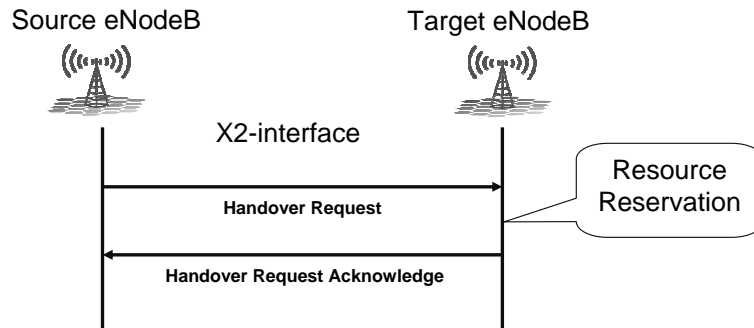 Source eNodeB
Target eNodeB
X2-interface
Resource
Reservation
Handover Request
Handover Request Acknowledge